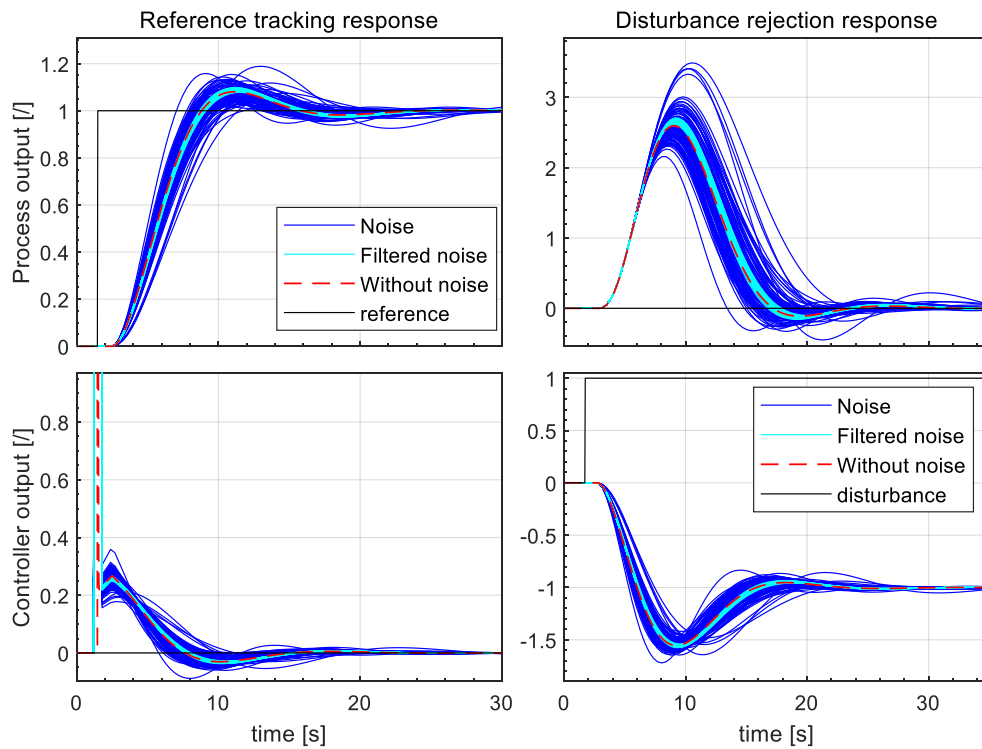 Reference tracking response
Disturbance rejection response
Process output [/]
1.2
1
0.8
0.6
0.4
0.2
0
Noise
Filtered noise
Without noise
reference
3
2
1
0
Controller output [/]
0.8
0.6
0.4
0.2
0
0
10
20
30
time [s]
1
0.5
0
-0.5
-1
-1.5
Noise
Filtered noise
Without noise
disturbance
0
10
20
30
time [s]